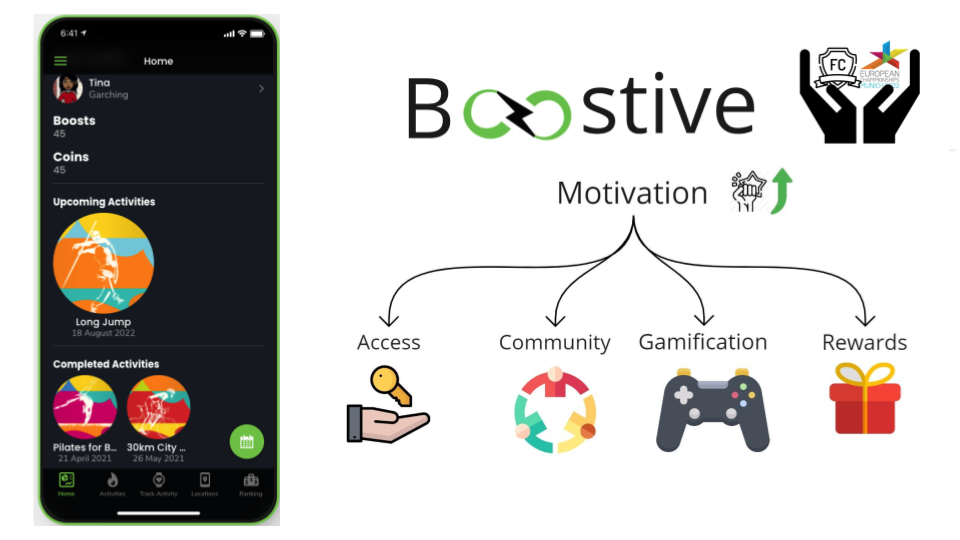 6:41
Home
Tina
Garching
Boosts
45
Coins
45
Upcoming Activities
Long Jump
18 August 2022
Completed Activities
Pilates for B...
21 April 2021
30km City ...
26 May 2021
Home
Activities
Track Activity
Locations
Ranking
Boostive
FC
EUROPEAN
CHAMPIONSHIPS
Motivation
Access
Community
Gamification
Rewards